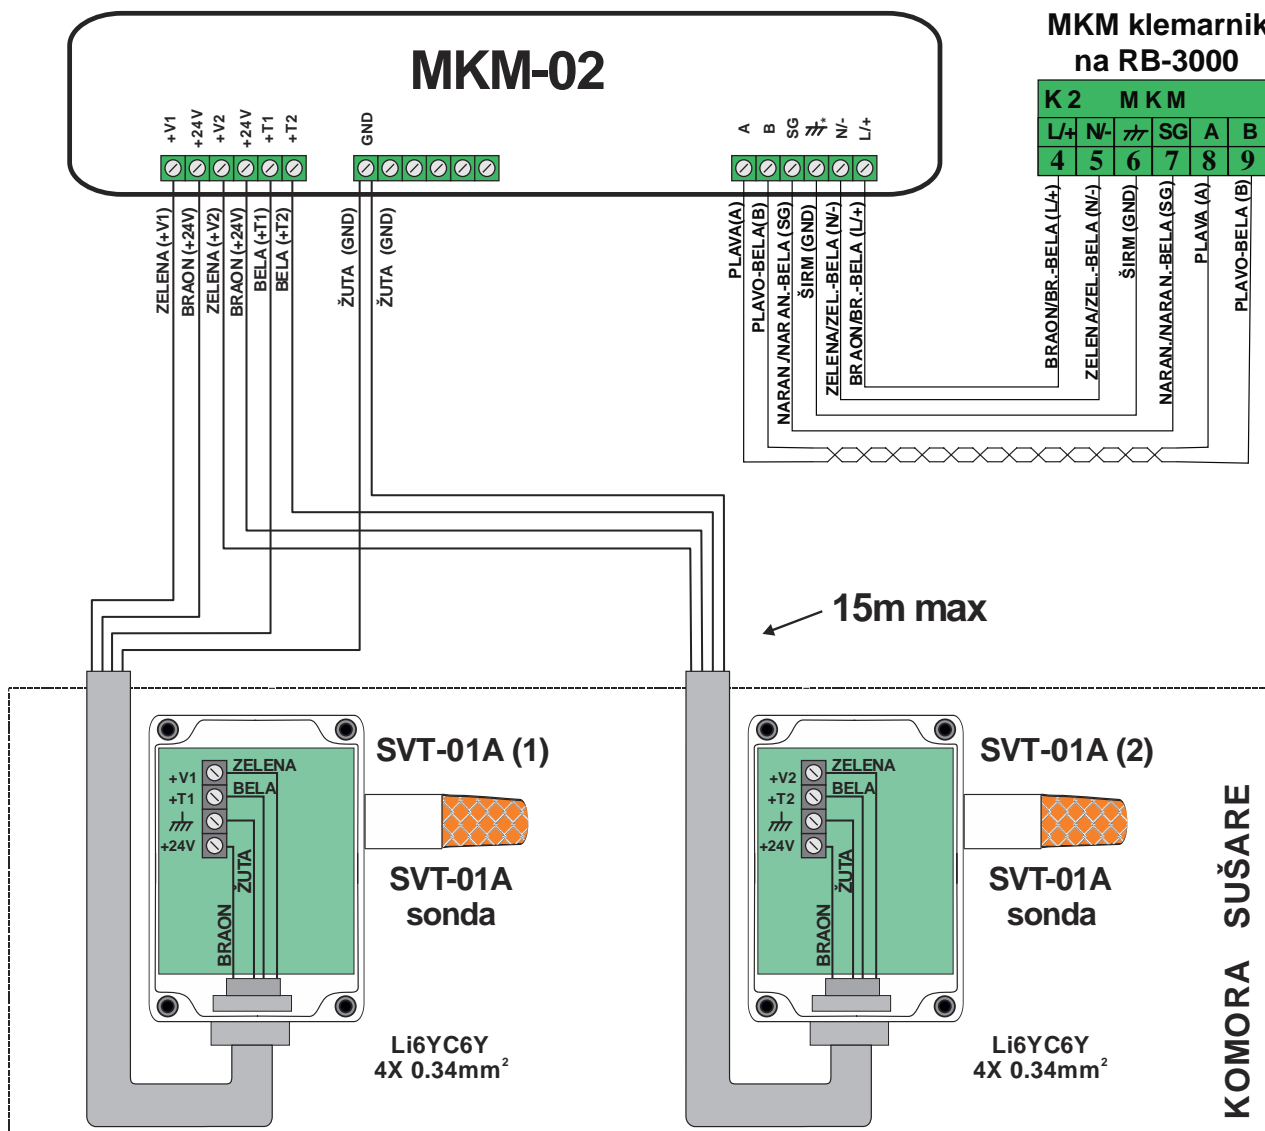 MKM-02
MKM klemarnik
na RB-3000
K2 MKM
L/+ N/- SG A B
4 5 6 7 8 9
+V1
+24V
+V2
+24V
+T1
+T2
GND
A
B
SG
*
N/-
L/+
ZELENA (+V1)
BRAON (+24V)
ZELENA (+V2)
BRAON (+24V)
BELA (+T1)
BELA (+T2)
ŽUTA (GND)
ŽUTA (GND)
PLAVA(A)
PLAVO-BELA(B)
NARAN./NARAN.-BELA (SG)
ŠIRM (GND)
ZELENA/ZEL.-BELA (N/-)
BRAON/BR.-BELA (L/+)
BRAON/BR.-BELA (L/+)
ZELENA/ZEL.-BELA (N/-)
ŠIRM (GND)
NARAN./NARAN.-BELA (SG)
PLAVA (A)
PLAVO-BELA (B)
15m max
SVT-01A (1)
+V1
+T1
+24V
ZELENA
BELA
ŽUTA
BRAON
SVT-01A
sonda
Li6YC6Y
4X 0.34mm²
SVT-01A (2)
+V2
+T2
+24V
ZELENA
BELA
ŽUTA
BRAON
SVT-01A
sonda
Li6YC6Y
4X 0.34mm²
KOMORA SUŠARE